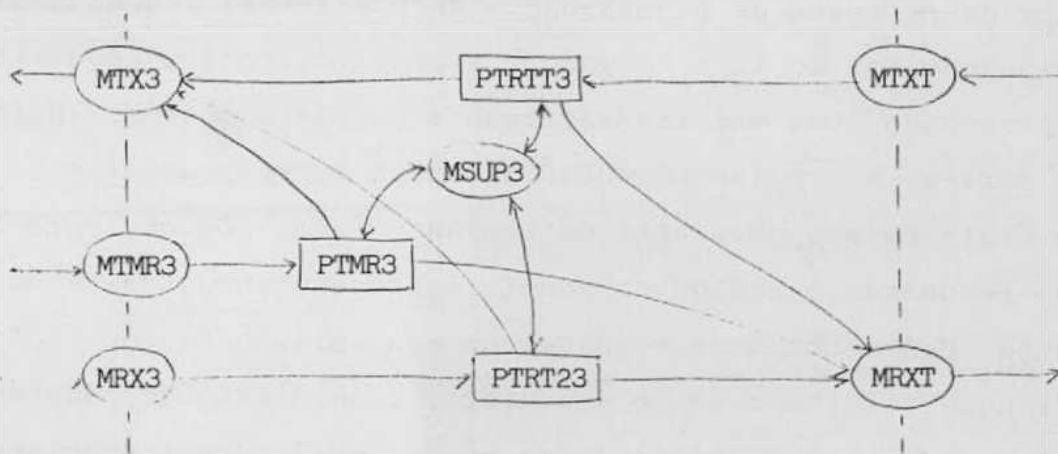 MTX3 PTRTT3 MTXT
MSUP3
MTMR3 PTMR3
MRX3 PTRT23 MRXT